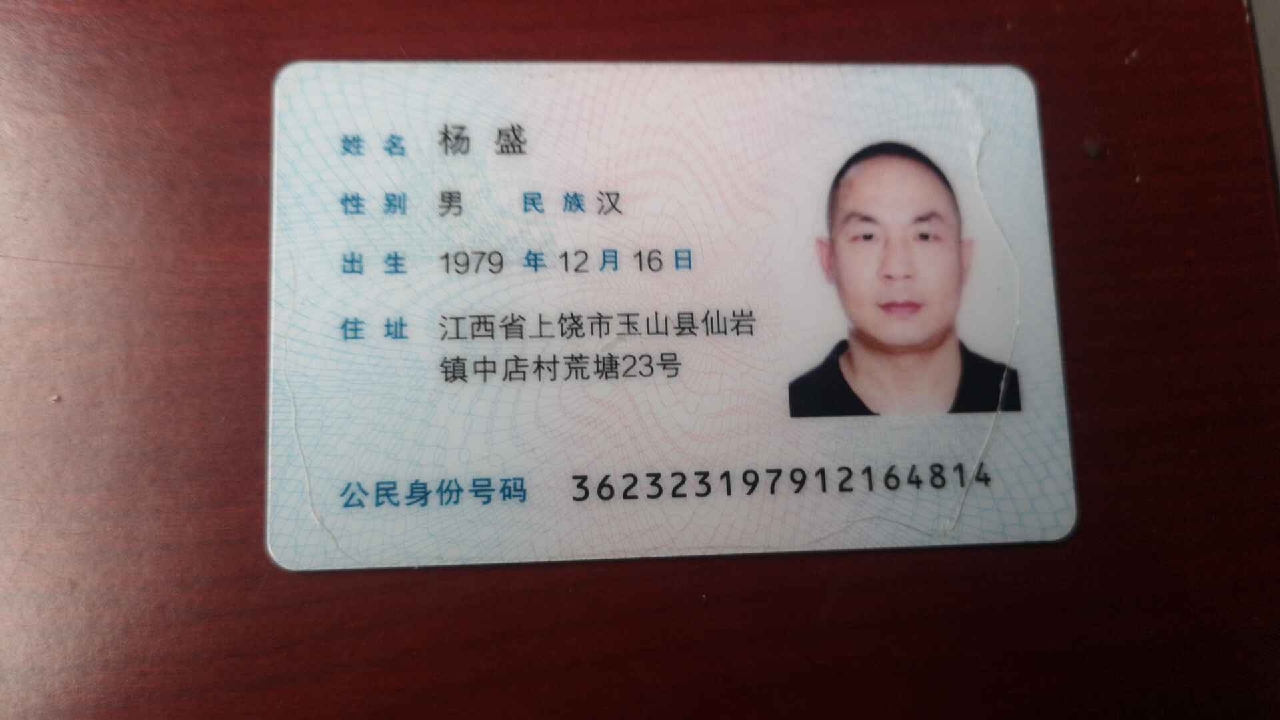 姓名 杨盛
性别 男 民族 汉
出生 1979 年 12 月 16 日
住址 江西省上饶市玉山县仙岩
镇中店村荒塘23号
公民身份号码 362323197912164814